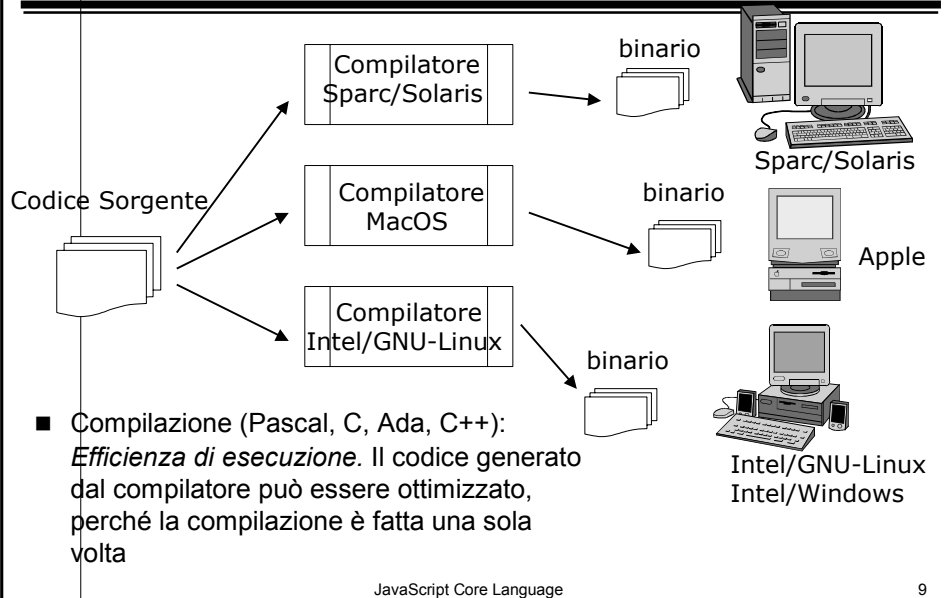 Codice Sorgente
Compilatore
Sparc/Solaris
binario
Sparc/Solaris
Compilatore
MacOS
binario
Apple
Compilatore
Intel/GNU-Linux
binario
Intel/GNU-Linux
Intel/Windows
■ Compilazione (Pascal, C, Ada, C++):
Efficienza di esecuzione. Il codice generato
dal compilatore può essere ottimizzato,
perché la compilazione è fatta una sola
volta
JavaScript Core Language
9